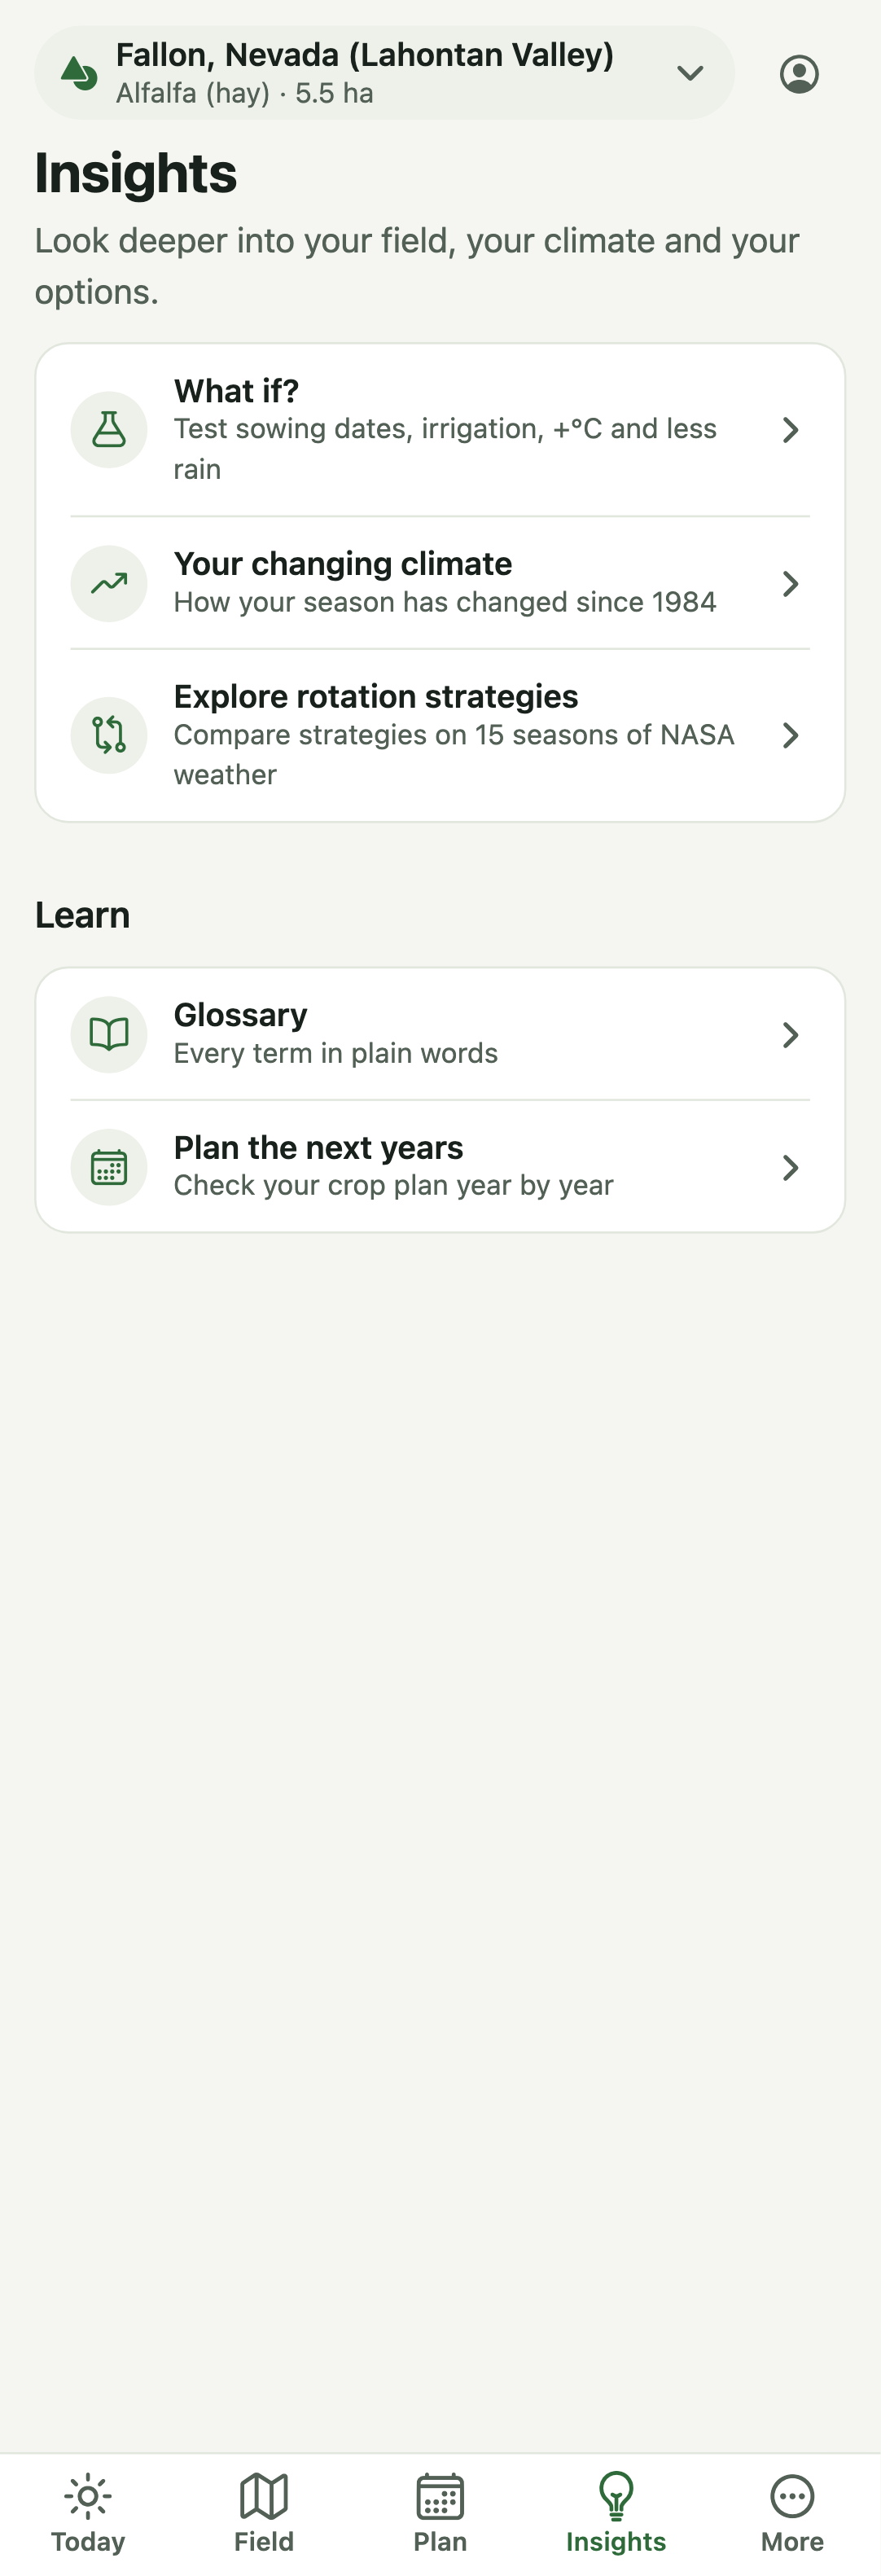 Fallon, Nevada (Lahontan Valley)
Alfalfa (hay) · 5.5 ha
Insights
Look deeper into your field, your climate and your
options.
What if?
Test sowing dates, irrigation, +°C and less
rain
Your changing climate
How your season has changed since 1984
Explore rotation strategies
Compare strategies on 15 seasons of NASA
weather
Learn
Glossary
Every term in plain words
Plan the next years
Check your crop plan year by year
Today
Field
Plan
Insights
More